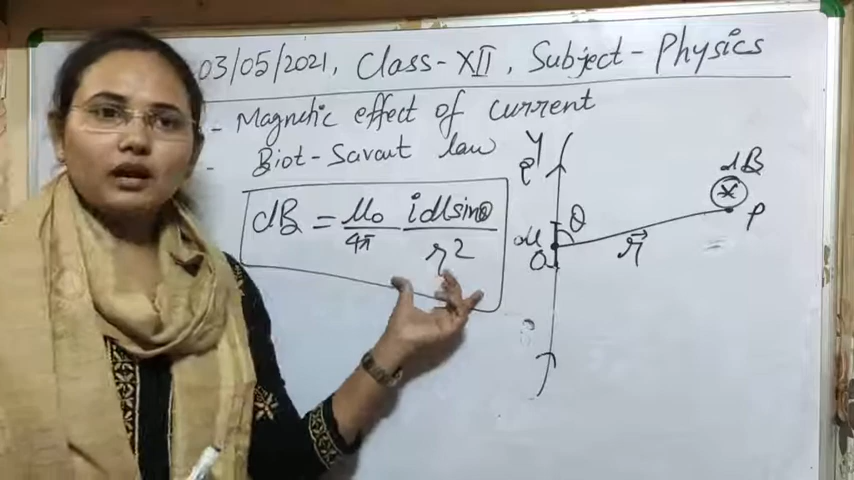 03/05/2021, Class-XII, Subject-Physics
- Magnetic effect of current
- Biot-Savart law
dB = μ₀/4π idl sinθ/r²
Y
i
dl
O
θ
r⃗
dB
P